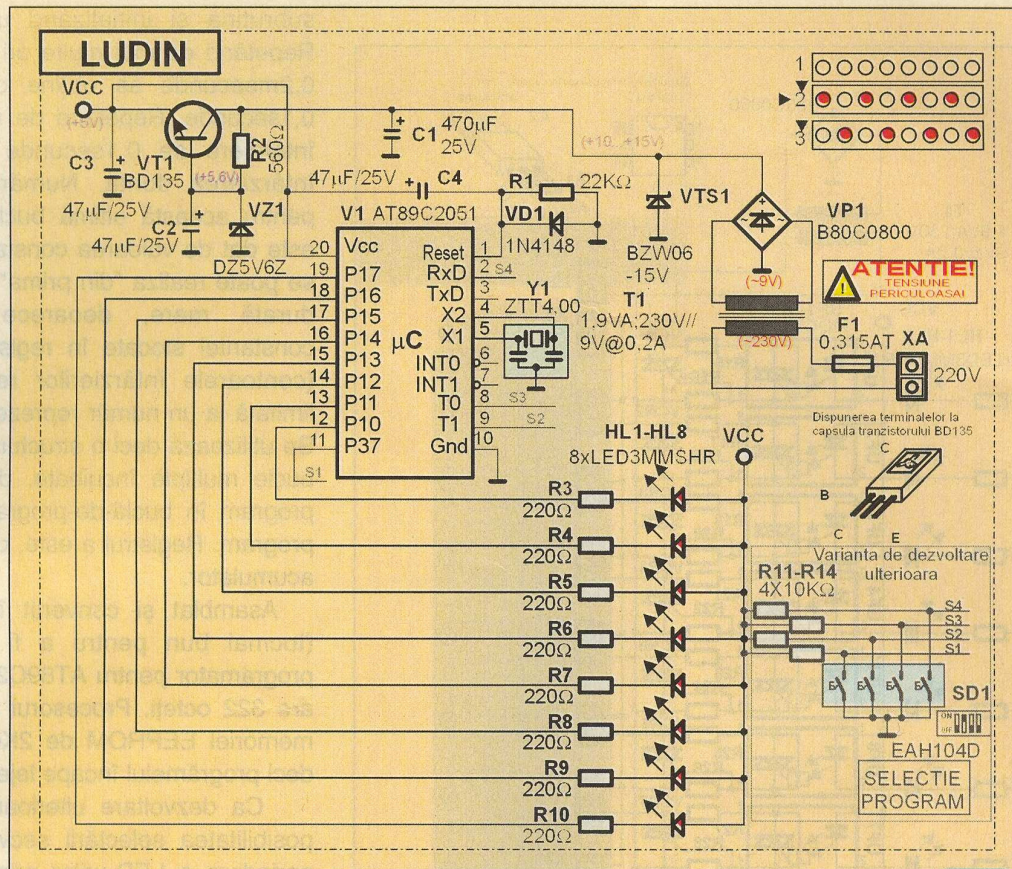 LUDIN
VCC
(+5V)
C3
VT1
BD135
47µF/25V
R2
560Ω
(+5,6V)
C2
47µF/25V
VZ1
DZ5V6Z
C1
470µF
25V
47µF/25V
C4
(+10...+15V)
R1
22KΩ
VD1
1N4148
VTS1
BZW06
-15V
VP1
B80C0800
1
2
3
V1 AT89C2051
µC
20 Vcc
19 P17
18 P16
17 P15
16 P14
15 P13
14 P12
13 P11
12 P10
11 P37
Reset 1
RxD 2
TxD 3
X2 4
X1 5
INT0 6
INT1 7
T0 8
T1 9
Gnd 10
S1
S4
S3
S2
Y1
ZTT4,00
T1
1,9VA;230V//
9V@0.2A
(~9V)
(~230V)
ATENTIE!
TENSIUNE
PERICULOASA!
F1
0.315AT
XA
220V
Dispunerea terminalelor la
capsula tranzistorului BD135
C
B
C
E
HL1-HL8
8xLED3MMSHR
VCC
R3
220Ω
R4
220Ω
R5
220Ω
R6
220Ω
R7
220Ω
R8
220Ω
R9
220Ω
R10
220Ω
Varianta de dezvoltare
ulterioara
R11-R14
4X10KΩ
S4
S3
S2
S1
SD1
ON
OFF
EAH104D
SELECTIE
PROGRAM